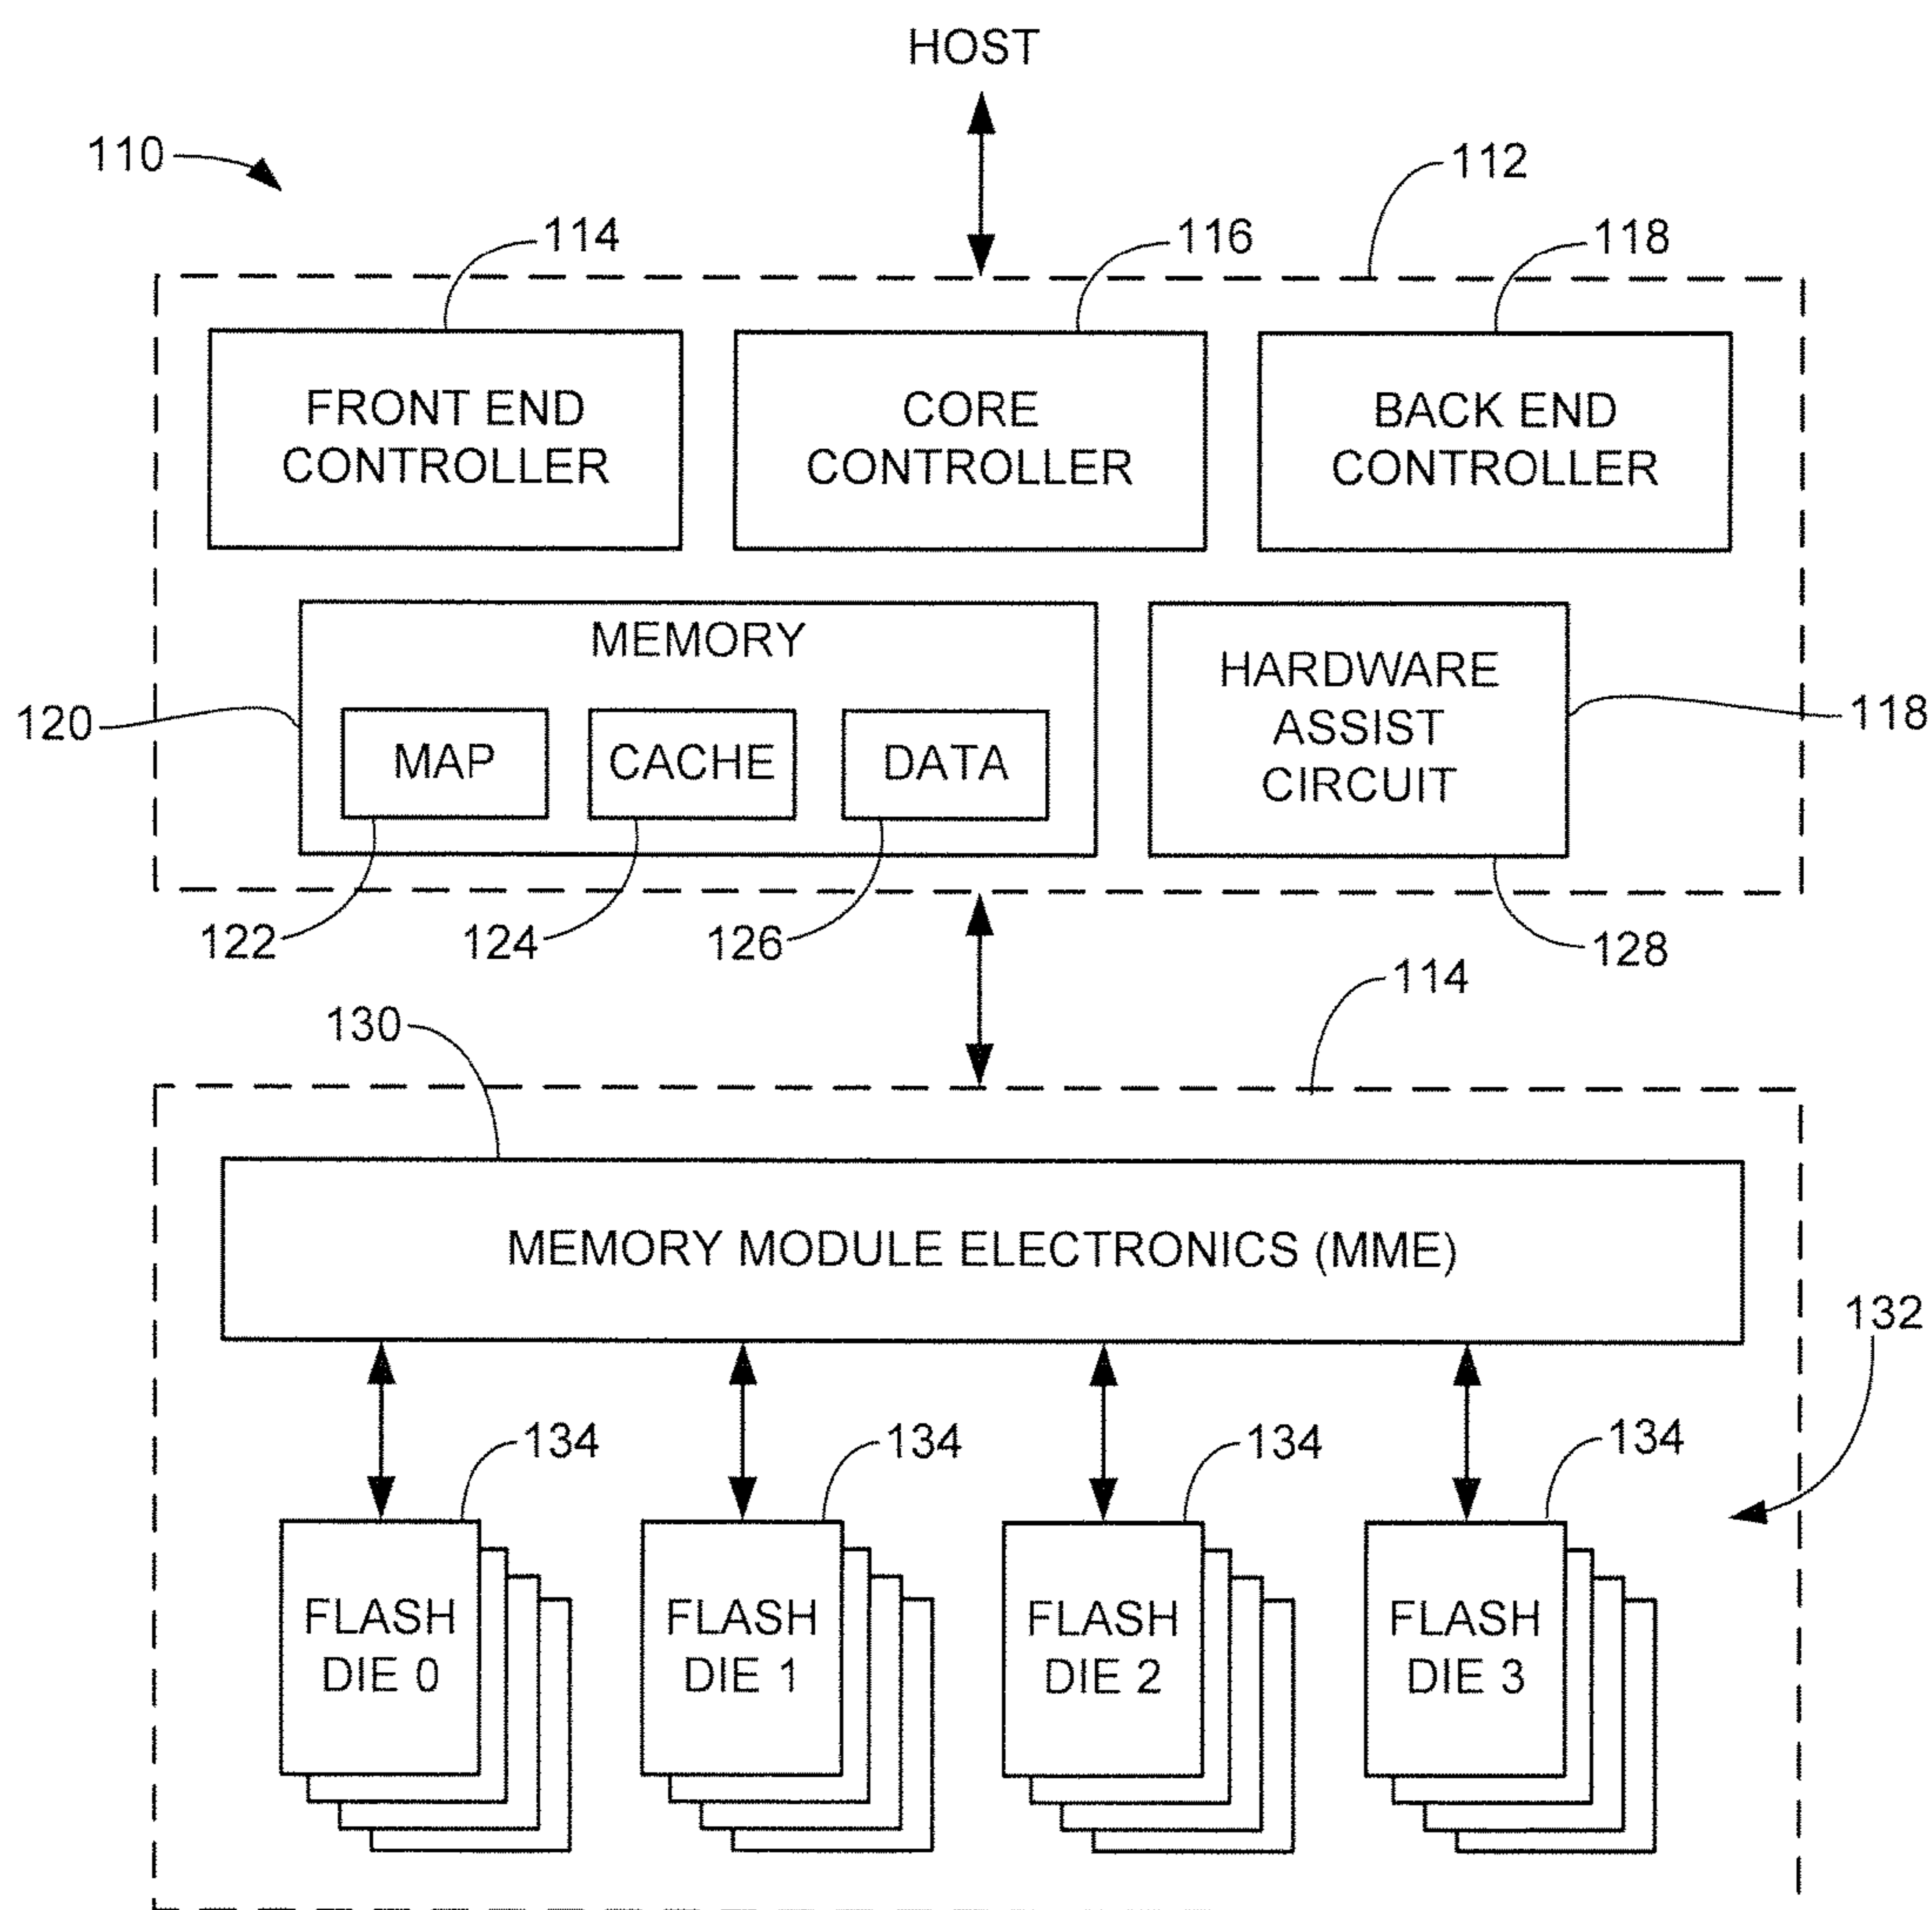 HOST
110
112
114
116
118
FRONT END
CONTROLLER
CORE
CONTROLLER
BACK END
CONTROLLER
MEMORY
MAP
CACHE
DATA
HARDWARE
ASSIST
CIRCUIT
120
118
122
124
126
128
114
130
MEMORY MODULE ELECTRONICS (MME)
132
134
134
134
134
FLASH
DIE 0
FLASH
DIE 1
FLASH
DIE 2
FLASH
DIE 3